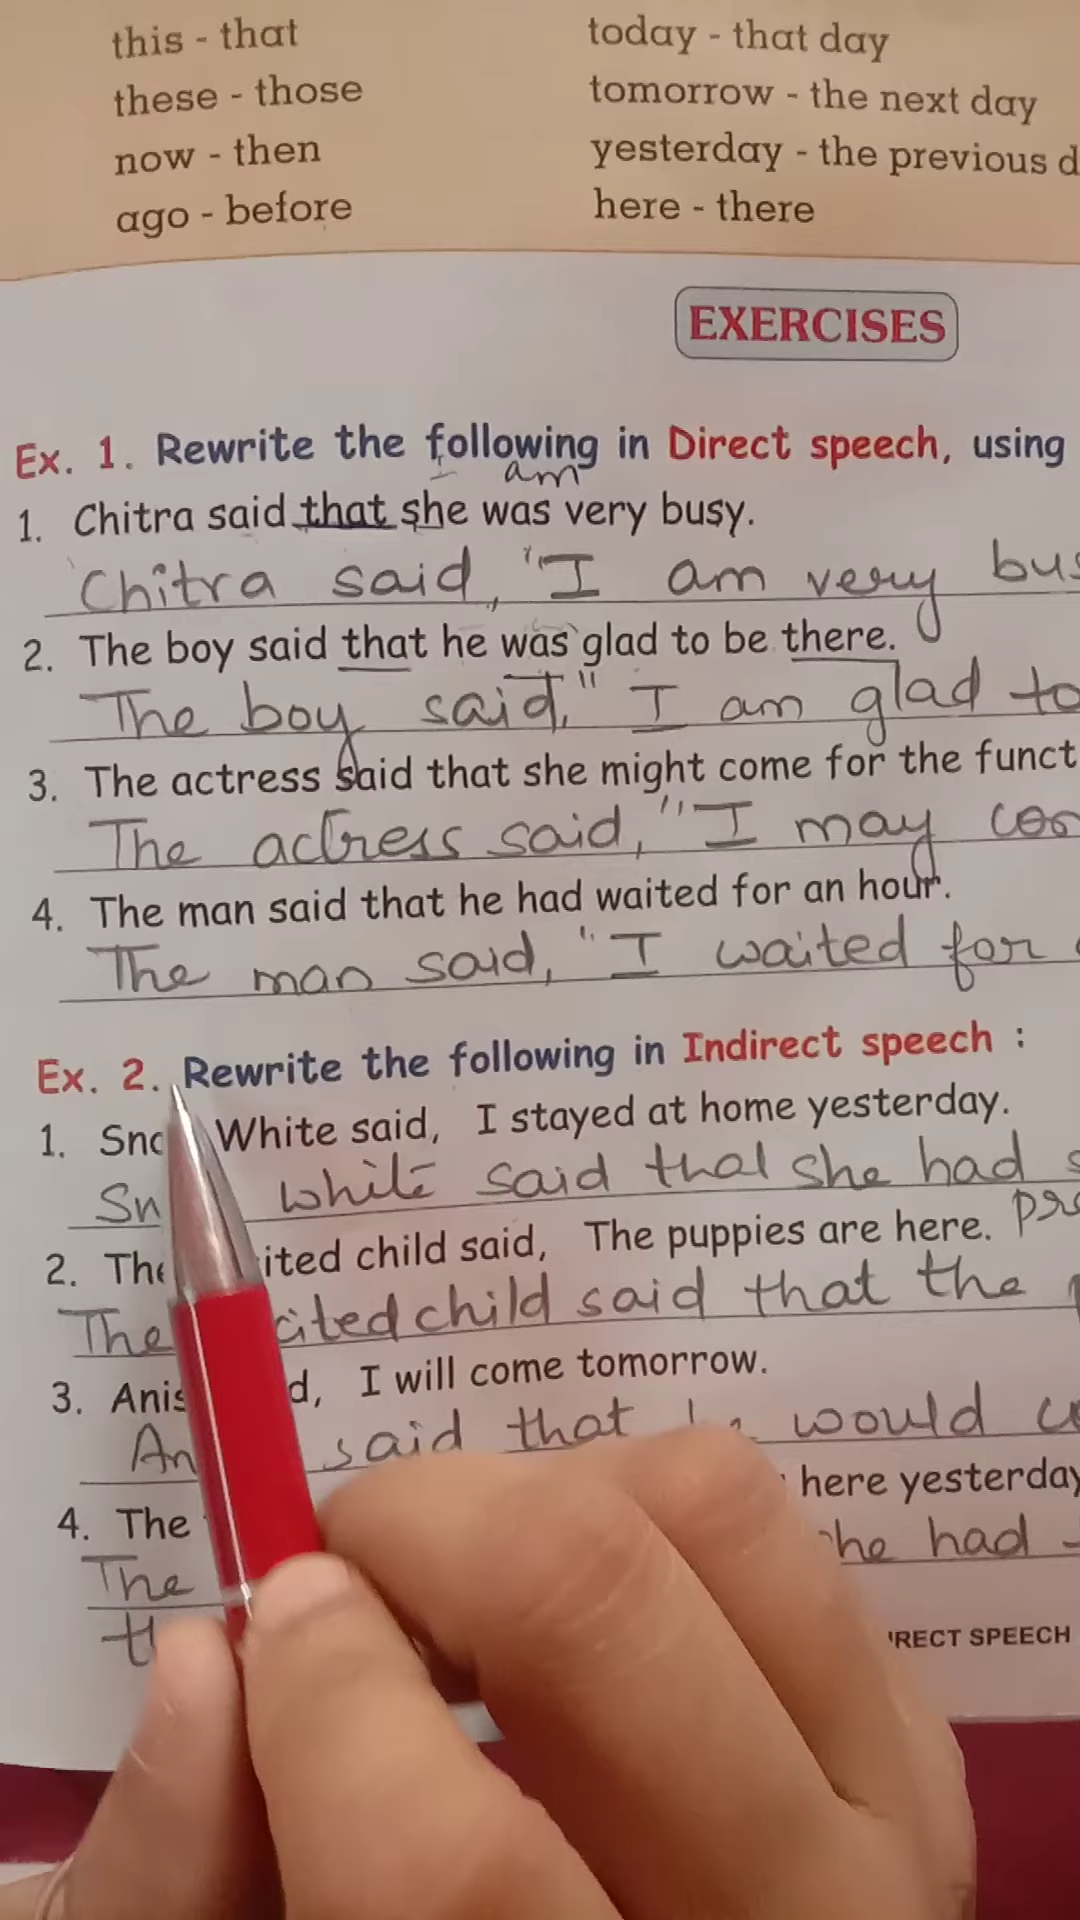 this - that
today - that day
these - those
tomorrow - the next day
now - then
yesterday - the previous d
ago - before
here - there
EXERCISES
Ex. 1. Rewrite the following in Direct speech, using
I am
1. Chitra said that she was very busy.
Chitra said, "I am very bus
2. The boy said that he was glad to be there.
The boy said, " I am glad to
3. The actress said that she might come for the funct
The actress said, "I may co
4. The man said that he had waited for an hour.
The man said, "I waited for
Ex. 2. Rewrite the following in Indirect speech :
1. Sno White said, I stayed at home yesterday.
Sn white said that she had s
pre
2. The ited child said, The puppies are here.
The cited child said that the
3. Anis d, I will come tomorrow.
An said that he would c
4. The here yesterday
The he had
th
RECT SPEECH